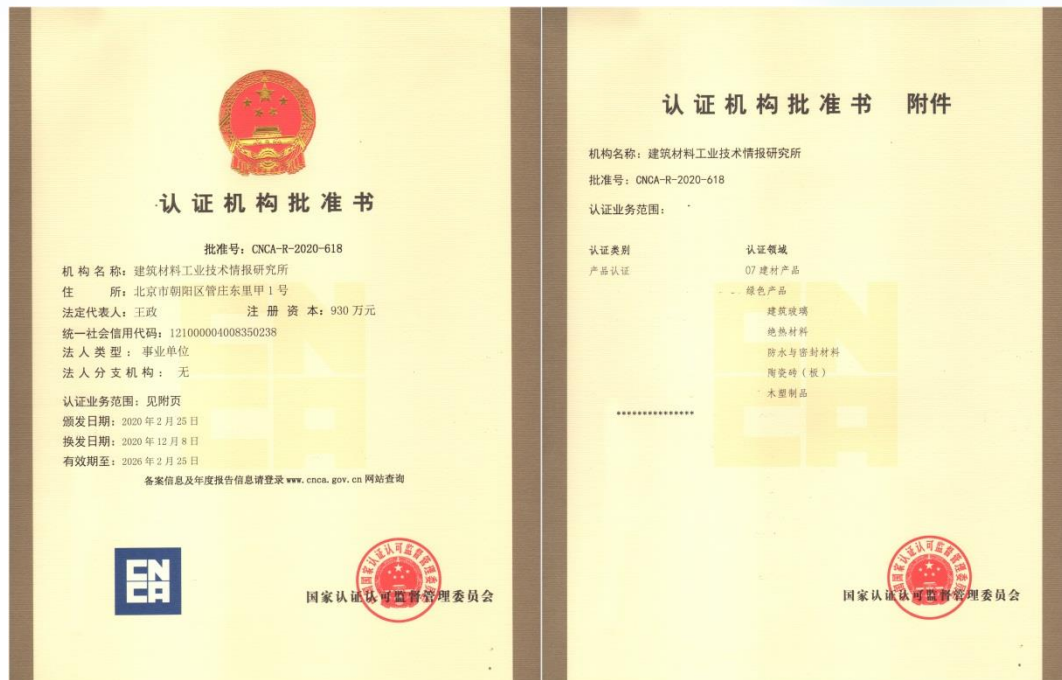 认证机构批准书
批准号：CNCA-R-2020-618
机构名称：建筑材料工业技术情报研究所
住 所：北京市朝阳区管庄东里甲1号
法定代表人：王政 注册资本：930万元
统一社会信用代码：121000004008350238
法人类型：事业单位
法人分支机构：无
认证业务范围：见附页
颁发日期：2020年2月25日
换发日期：2020年12月8日
有效期至：2026年2月25日
备案信息及年度报告信息请登录www.cnca.gov.cn网站查询
CN
CA
国家认证认可监督管理委员会
认证机构批准书 附件
机构名称：建筑材料工业技术情报研究所
批准号：CNCA-R-2020-618
认证业务范围：
认证类别 认证领域
产品认证 07建材产品
绿色产品
建筑玻璃
绝热材料
防水与密封材料
陶瓷砖（板）
木塑制品
***************
国家认证认可监督管理委员会